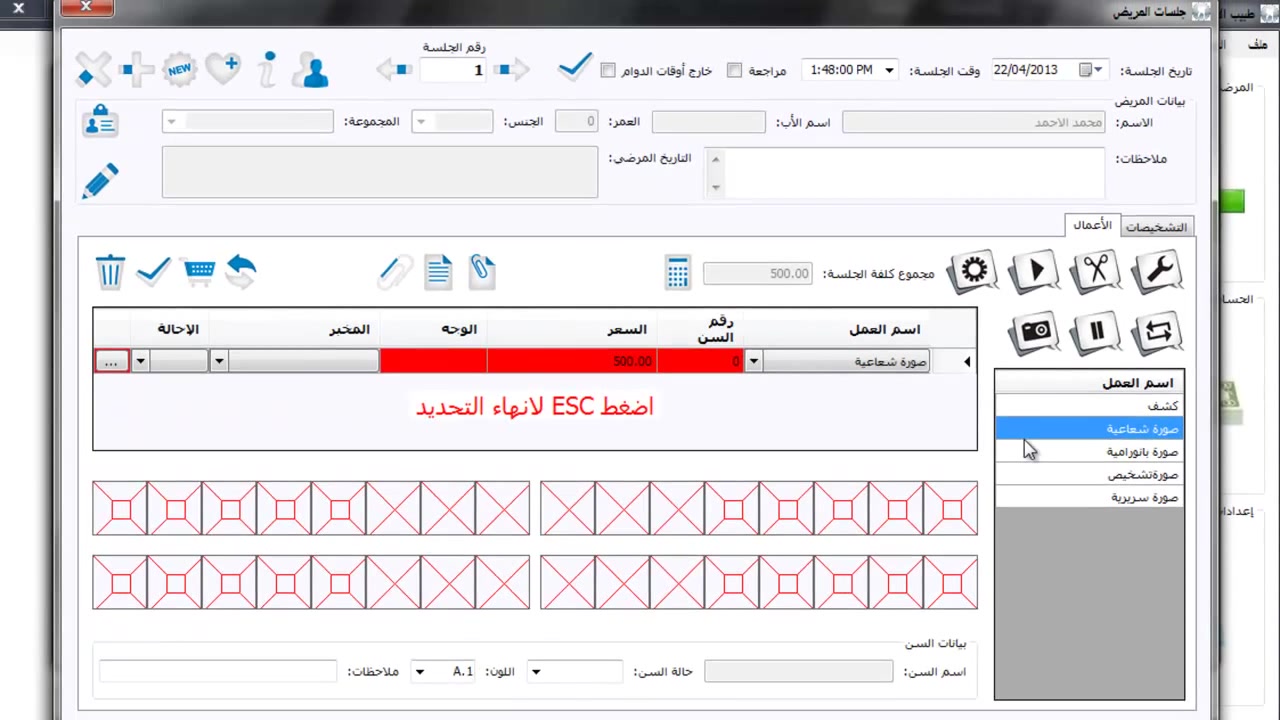 طبيب ال
ملف
جلسات المريض
تاريخ الجلسة: 22/04/2013 وقت الجلسة: 1:48:00 PM مراجعة خارج أوقات الدوام
رقم الجلسة
1
NEW
بيانات المريض
الاسم: محمد الاحمد اسم الأب: العمر: 0 الجنس: المجموعة:
ملاحظات: التاريخ المرضي:
التشخيصات الأعمال
مجموع كلفة الجلسة: 500.00
اسم العمل رقم السن السعر الوجه المخبر الإحالة
صورة شعاعية 0 500.00 ...
اضغط ESC لانهاء التحديد
اسم العمل
كشف
صورة شعاعية
صورة بانورامية
صورةتشخيص
صورة سريرية
بيانات السن
اسم السن: حالة السن: اللون: A.1 ملاحظات:
المرض
الحسا
إعدادات